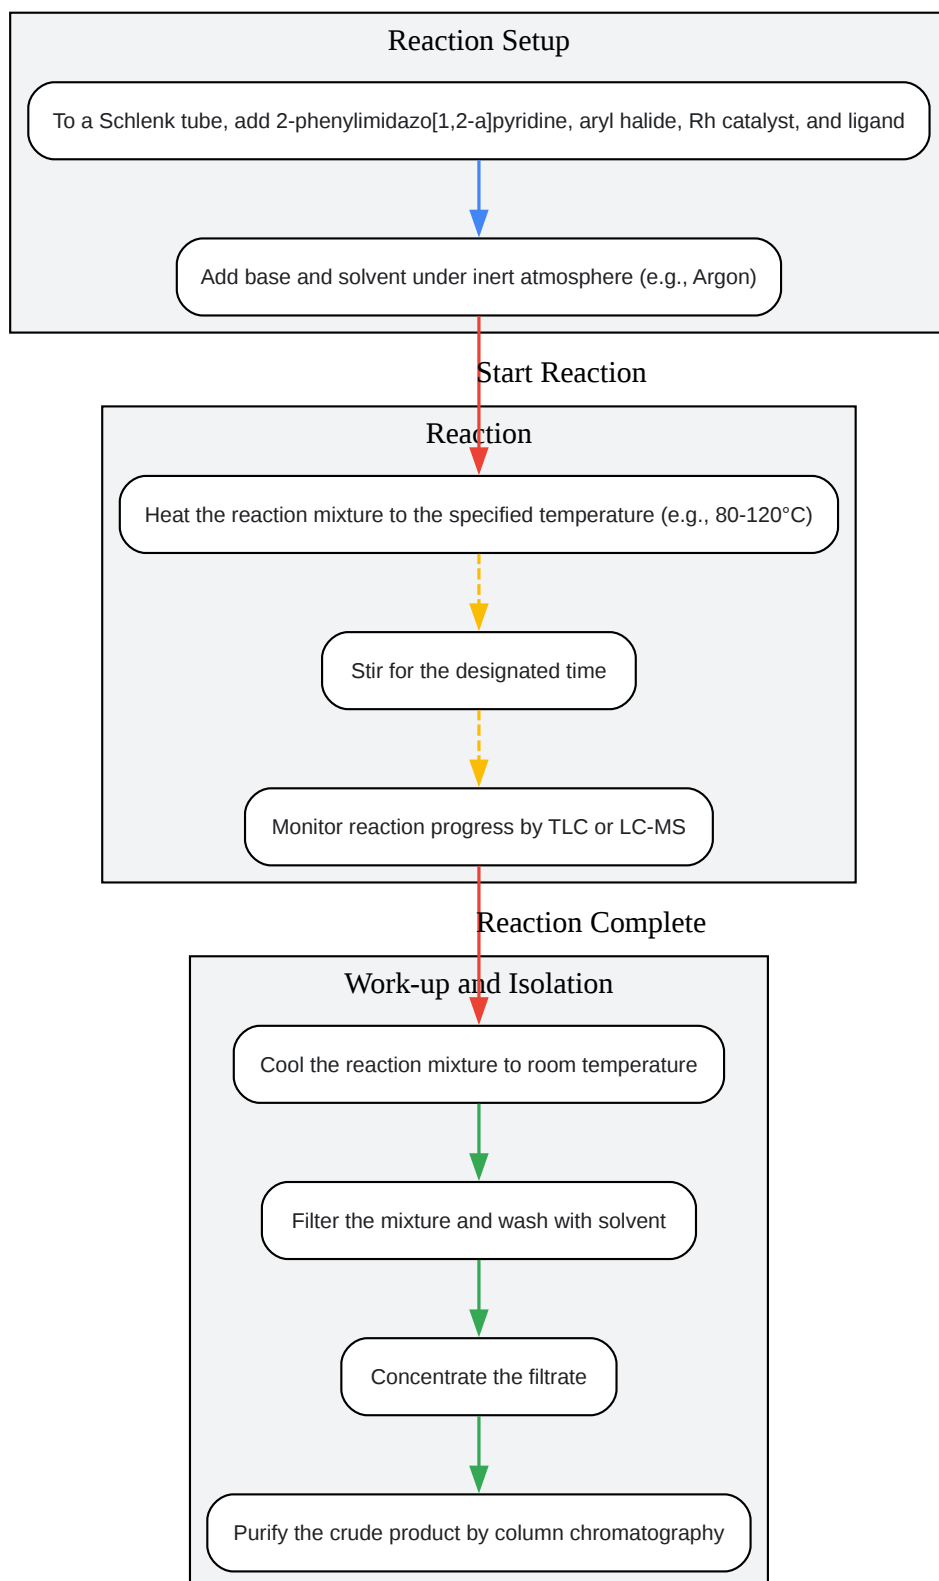 Reaction Setup
To a Schlenk tube, add 2-phenylimidazo[1,2-a]pyridine, aryl halide, Rh catalyst, and ligand
Add base and solvent under inert atmosphere (e.g., Argon)
Start Reaction
Reaction
Heat the reaction mixture to the specified temperature (e.g., 80-120°C)
Stir for the designated time
Monitor reaction progress by TLC or LC-MS
Reaction Complete
Work-up and Isolation
Cool the reaction mixture to room temperature
Filter the mixture and wash with solvent
Concentrate the filtrate
Purify the crude product by column chromatography